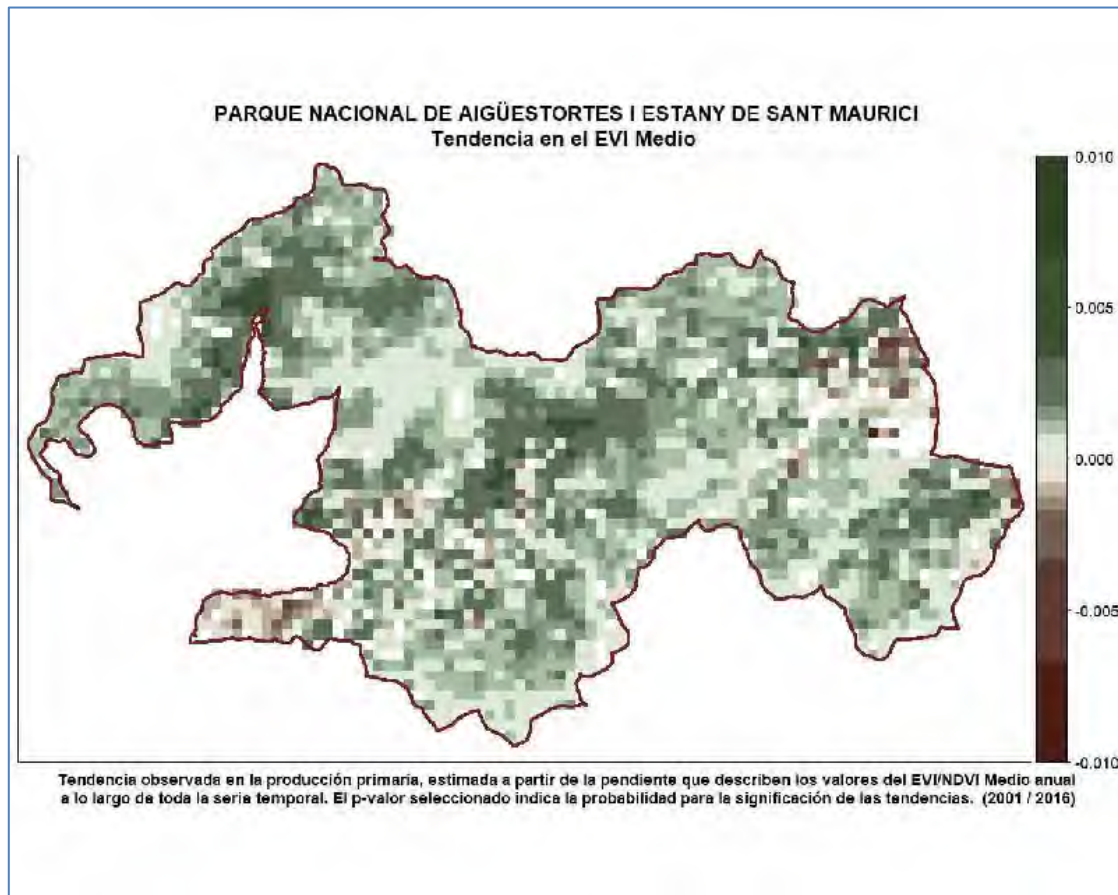 PARQUE NACIONAL DE AIGÜESTORTES I ESTANY DE SANT MAURICI
Tendencia en el EVI Medio
0.010
0.005
0.000
-0.005
-0.010
Tendencia observada en la producción primaria, estimada a partir de la pendiente que describen los valores del EVI/NDVI Medio anual
a lo largo de toda la serie temporal. El p-valor seleccionado indica la probabilidad para la significación de las tendencias. (2001 / 2016)